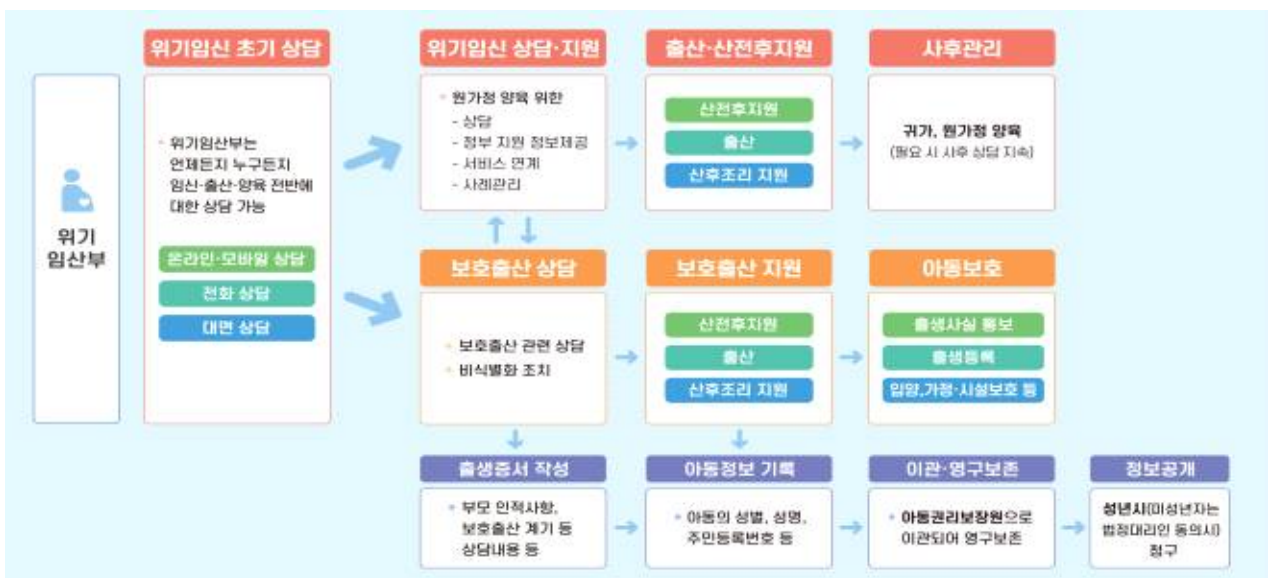 위기임신 초기 상담
위기임신 상담·지원
출산·산전후지원
사후관리
위기
임산부
위기임산부는
언제든지 누구든지
임신·출산·양육 전반에
대한 상담 가능
온라인·모바일 상담
전화 상담
대면 상담
원가정 양육 위한
- 상담
- 정부 지원 정보제공
- 서비스 연계
- 사례관리
산전후지원
출산
산후조리 지원
귀가, 원가정 양육
(필요 시 사후 상담 지속)
보호출산 상담
보호출산 지원
아동보호
보호출산 관련 상담
비식별화 조치
산전후지원
출산
산후조리 지원
출생사실 통보
출생등록
입양,가정·시설보호 등
출생증서 작성
아동정보 기록
이관·영구보존
정보공개
부모 인적사항,
보호출산 계기 등
상담내용 등
아동의 성별, 성명,
주민등록번호 등
아동권리보장원으로
이관되어 영구보존
성년시(미성년자는
법정대리인 동의시)
청구